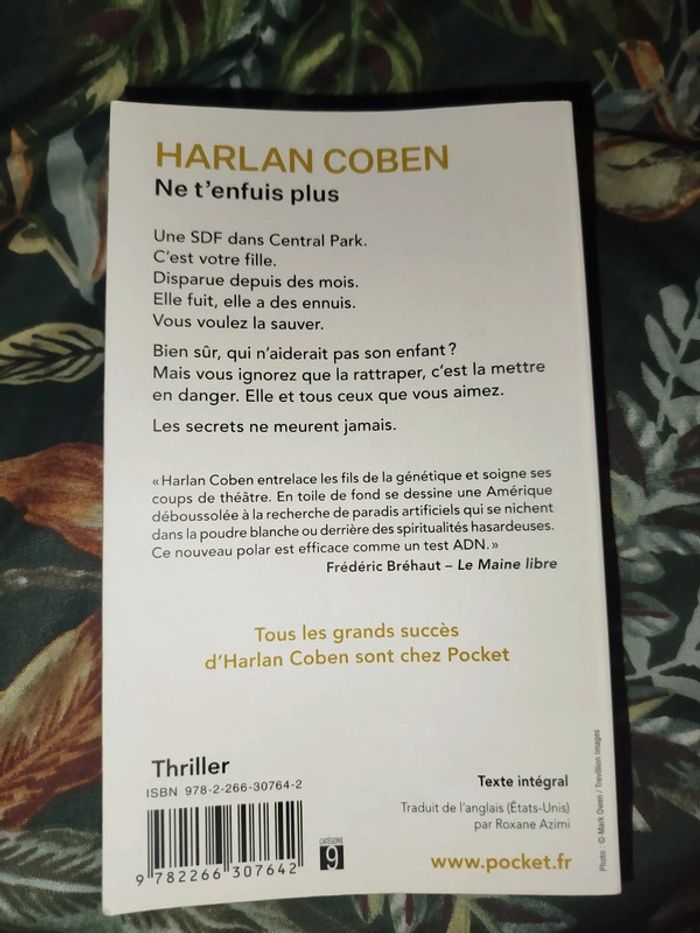 HARLAN COBEN
Ne t'enfuis plus
Une SDF dans Central Park.
C'est votre fille.
Disparue depuis des mois.
Elle fuit, elle a des ennuis.
Vous voulez la sauver.
Bien sûr, qui n'aiderait pas son enfant ?
Mais vous ignorez que la rattraper, c'est la mettre
en danger. Elle et tous ceux que vous aimez.
Les secrets ne meurent jamais.
« Harlan Coben entrelace les fils de la génétique et soigne ses
coups de théâtre. En toile de fond se dessine une Amérique
déboussolée à la recherche de paradis artificiels qui se nichent
dans la poudre blanche ou derrière des spiritualités hasardeuses.
Ce nouveau polar est efficace comme un test ADN. »
Frédéric Bréhaut – Le Maine libre
Tous les grands succès
d'Harlan Coben sont chez Pocket
Thriller
ISBN 978-2-266-30764-2
9 782266 307642
CATÉGORIE
9
Texte intégral
Traduit de l'anglais (États-Unis)
par Roxane Azimi
www.pocket.fr
Photo : © Mark Owen / Trevillion Images